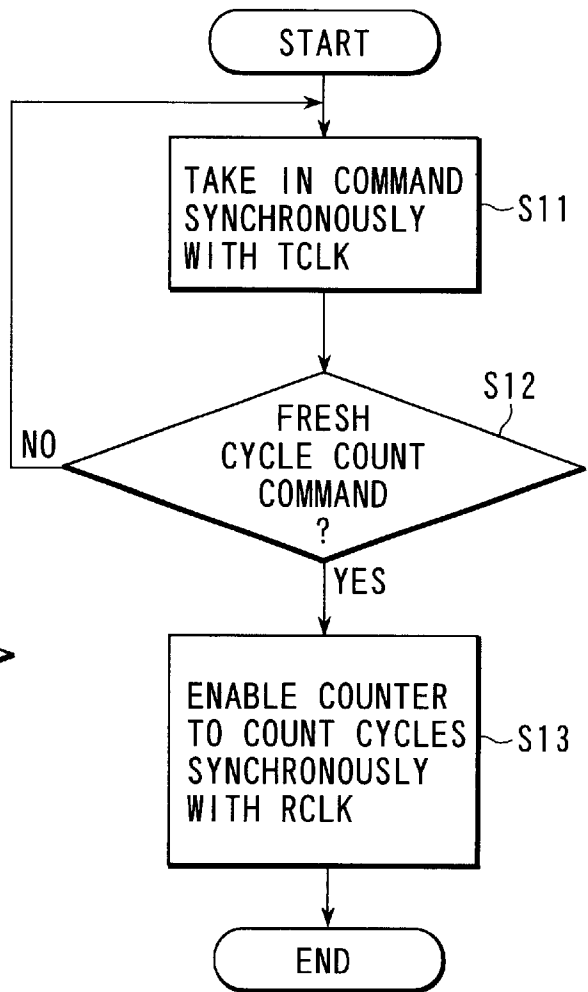 START
TAKE IN COMMAND
SYNCHRONOUSLY
WITH TCLK
S11
S12
FRESH
CYCLE COUNT
COMMAND
?
NO
YES
ENABLE COUNTER
TO COUNT CYCLES
SYNCHRONOUSLY
WITH RCLK
S13
END